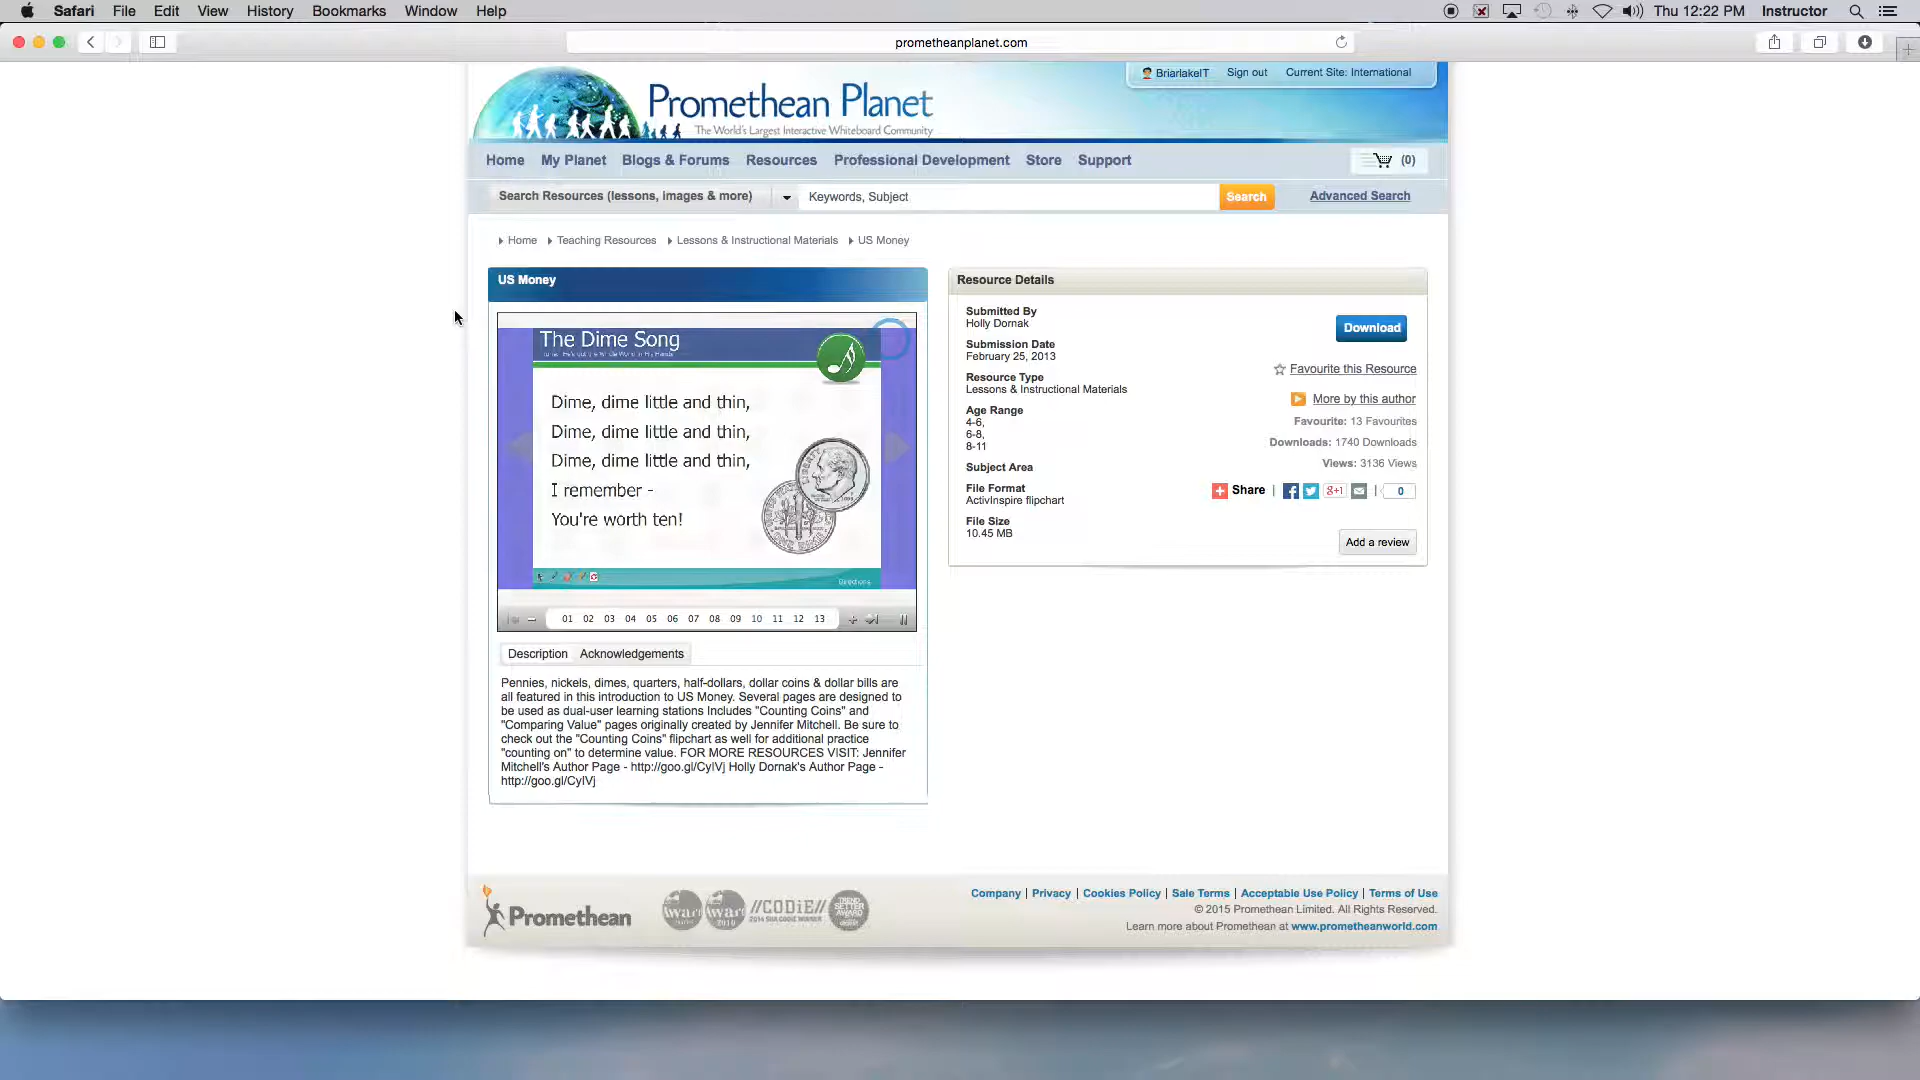 Safari File Edit View History Bookmarks Window Help
Thu 12:22 PM Instructor
prometheanplanet.com
Promethean Planet
The World's Largest Interactive Whiteboard Community
BriarlakeIT Sign out Current Site: International
Home My Planet Blogs & Forums Resources Professional Development Store Support
(0)
Search Resources (lessons, images & more)
Keywords, Subject
Search
Advanced Search
Home Teaching Resources Lessons & Instructional Materials US Money
US Money
The Dime Song
Dime, dime little and thin,
Dime, dime little and thin,
Dime, dime little and thin,
I remember -
You're worth ten!
LIBERTY
Directions
01 02 03 04 05 06 07 08 09 10 11 12 13
Description Acknowledgements
Pennies, nickels, dimes, quarters, half-dollars, dollar coins & dollar bills are
all featured in this introduction to US Money. Several pages are designed to
be used as dual-user learning stations Includes "Counting Coins" and
"Comparing Value" pages originally created by Jennifer Mitchell. Be sure to
check out the "Counting Coins" flipchart as well for additional practice
"counting on" to determine value. FOR MORE RESOURCES VISIT: Jennifer
Mitchell's Author Page - http://goo.gl/CylVj Holly Dornak's Author Page -
http://goo.gl/CylVj
Resource Details
Submitted By
Holly Dornak
Submission Date
February 25, 2013
Resource Type
Lessons & Instructional Materials
Age Range
4-6,
6-8,
8-11
Subject Area
File Format
ActivInspire flipchart
File Size
10.45 MB
Download
Favourite this Resource
More by this author
Favourite: 13 Favourites
Downloads: 1740 Downloads
Views: 3136 Views
Share
g+1
0
Add a review
Promethean
//CODiE//
2014 SIIA CODIE WINNER
TREND SETTER AWARD
Company | Privacy | Cookies Policy | Sale Terms | Acceptable Use Policy | Terms of Use
© 2015 Promethean Limited. All Rights Reserved.
Learn more about Promethean at www.prometheanworld.com